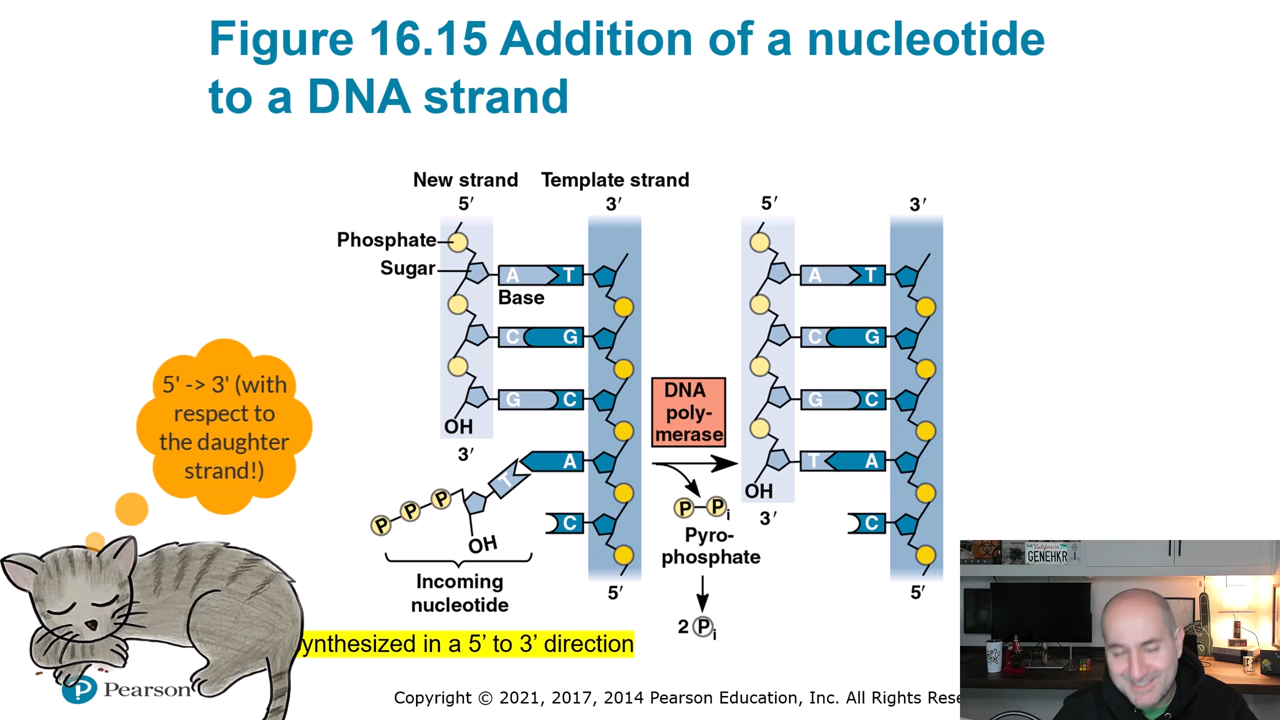 Figure 16.15 Addition of a nucleotide
to a DNA strand
New strand
Template strand
5′
3′
5′
3′
Phosphate
Sugar
A
T
Base
C
G
G
C
OH
3′
T
A
P
P
P
OH
C
Incoming
nucleotide
5′
DNA
poly-
merase
P
Pi
Pyro-
phosphate
2 Pi
A
T
C
G
G
C
T
A
OH
3′
C
5′
5' -> 3' (with
respect to
the daughter
strand!)
ynthesized in a 5’ to 3’ direction
P Pearson
Copyright © 2021, 2017, 2014 Pearson Education, Inc. All Rights Rese
California
GENEHKR